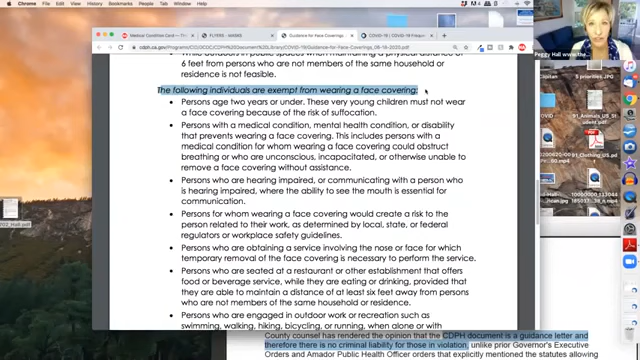 Chrome File Edit
Medical Condition Card
FLYERS - MASKS
Guidance for Face Coverings
COVID-19 | COVID-19 Frequen
Peggy Hall
cdph.ca.gov/Programs/CID/DCDC/CDPH%20Document%20Library/COVID-19/Guidance-for-Face-Coverings_06-18-2020.pdf
6 feet from persons who are not members of the same household or
residence is not feasible.
The following individuals are exempt from wearing a face covering:
• Persons age two years or under. These very young children must not wear
a face covering because of the risk of suffocation.
• Persons with a medical condition, mental health condition, or disability
that prevents wearing a face covering. This includes persons with a
medical condition for whom wearing a face covering could obstruct
breathing or who are unconscious, incapacitated, or otherwise unable to
remove a face covering without assistance.
• Persons who are hearing impaired, or communicating with a person who
is hearing impaired, where the ability to see the mouth is essential for
communication.
• Persons for whom wearing a face covering would create a risk to the
person related to their work, as determined by local, state, or federal
regulators or workplace safety guidelines.
• Persons who are obtaining a service involving the nose or face for which
temporary removal of the face covering is necessary to perform the service.
• Persons who are seated at a restaurant or other establishment that offers
food or beverage service, while they are eating or drinking, provided that
they are able to maintain a distance of at least six feet away from persons
who are not members of the same household or residence.
• Persons who are engaged in outdoor work or recreation such as
swimming, walking, hiking, bicycling, or running, when alone or with
5 priorities.JPG
91_Clothing_US.pdf
County counsel has rendered the opinion that the CDPH document is a guidance letter and
therefore there is no criminal liability for those in violation, unlike prior Governor's Executive
Orders and Amador Public Health Officer orders that explicitly mentioned the statutes allowing